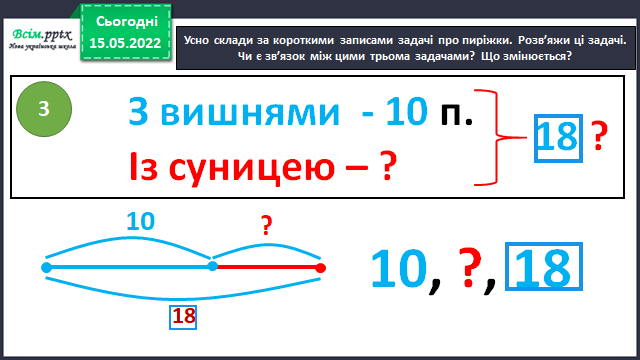 Всім.pptx
Нова українська школа
Сьогодні
15.05.2022
Усно склади за короткими записами задачі про пиріжки. Розв’яжи ці задачі.
Чи є зв’язок між цими трьома задачами? Що змінюється?
3
З вишнями - 10 п.
Із суницею – ?
18 ?
10
?
18
10, ?, 18